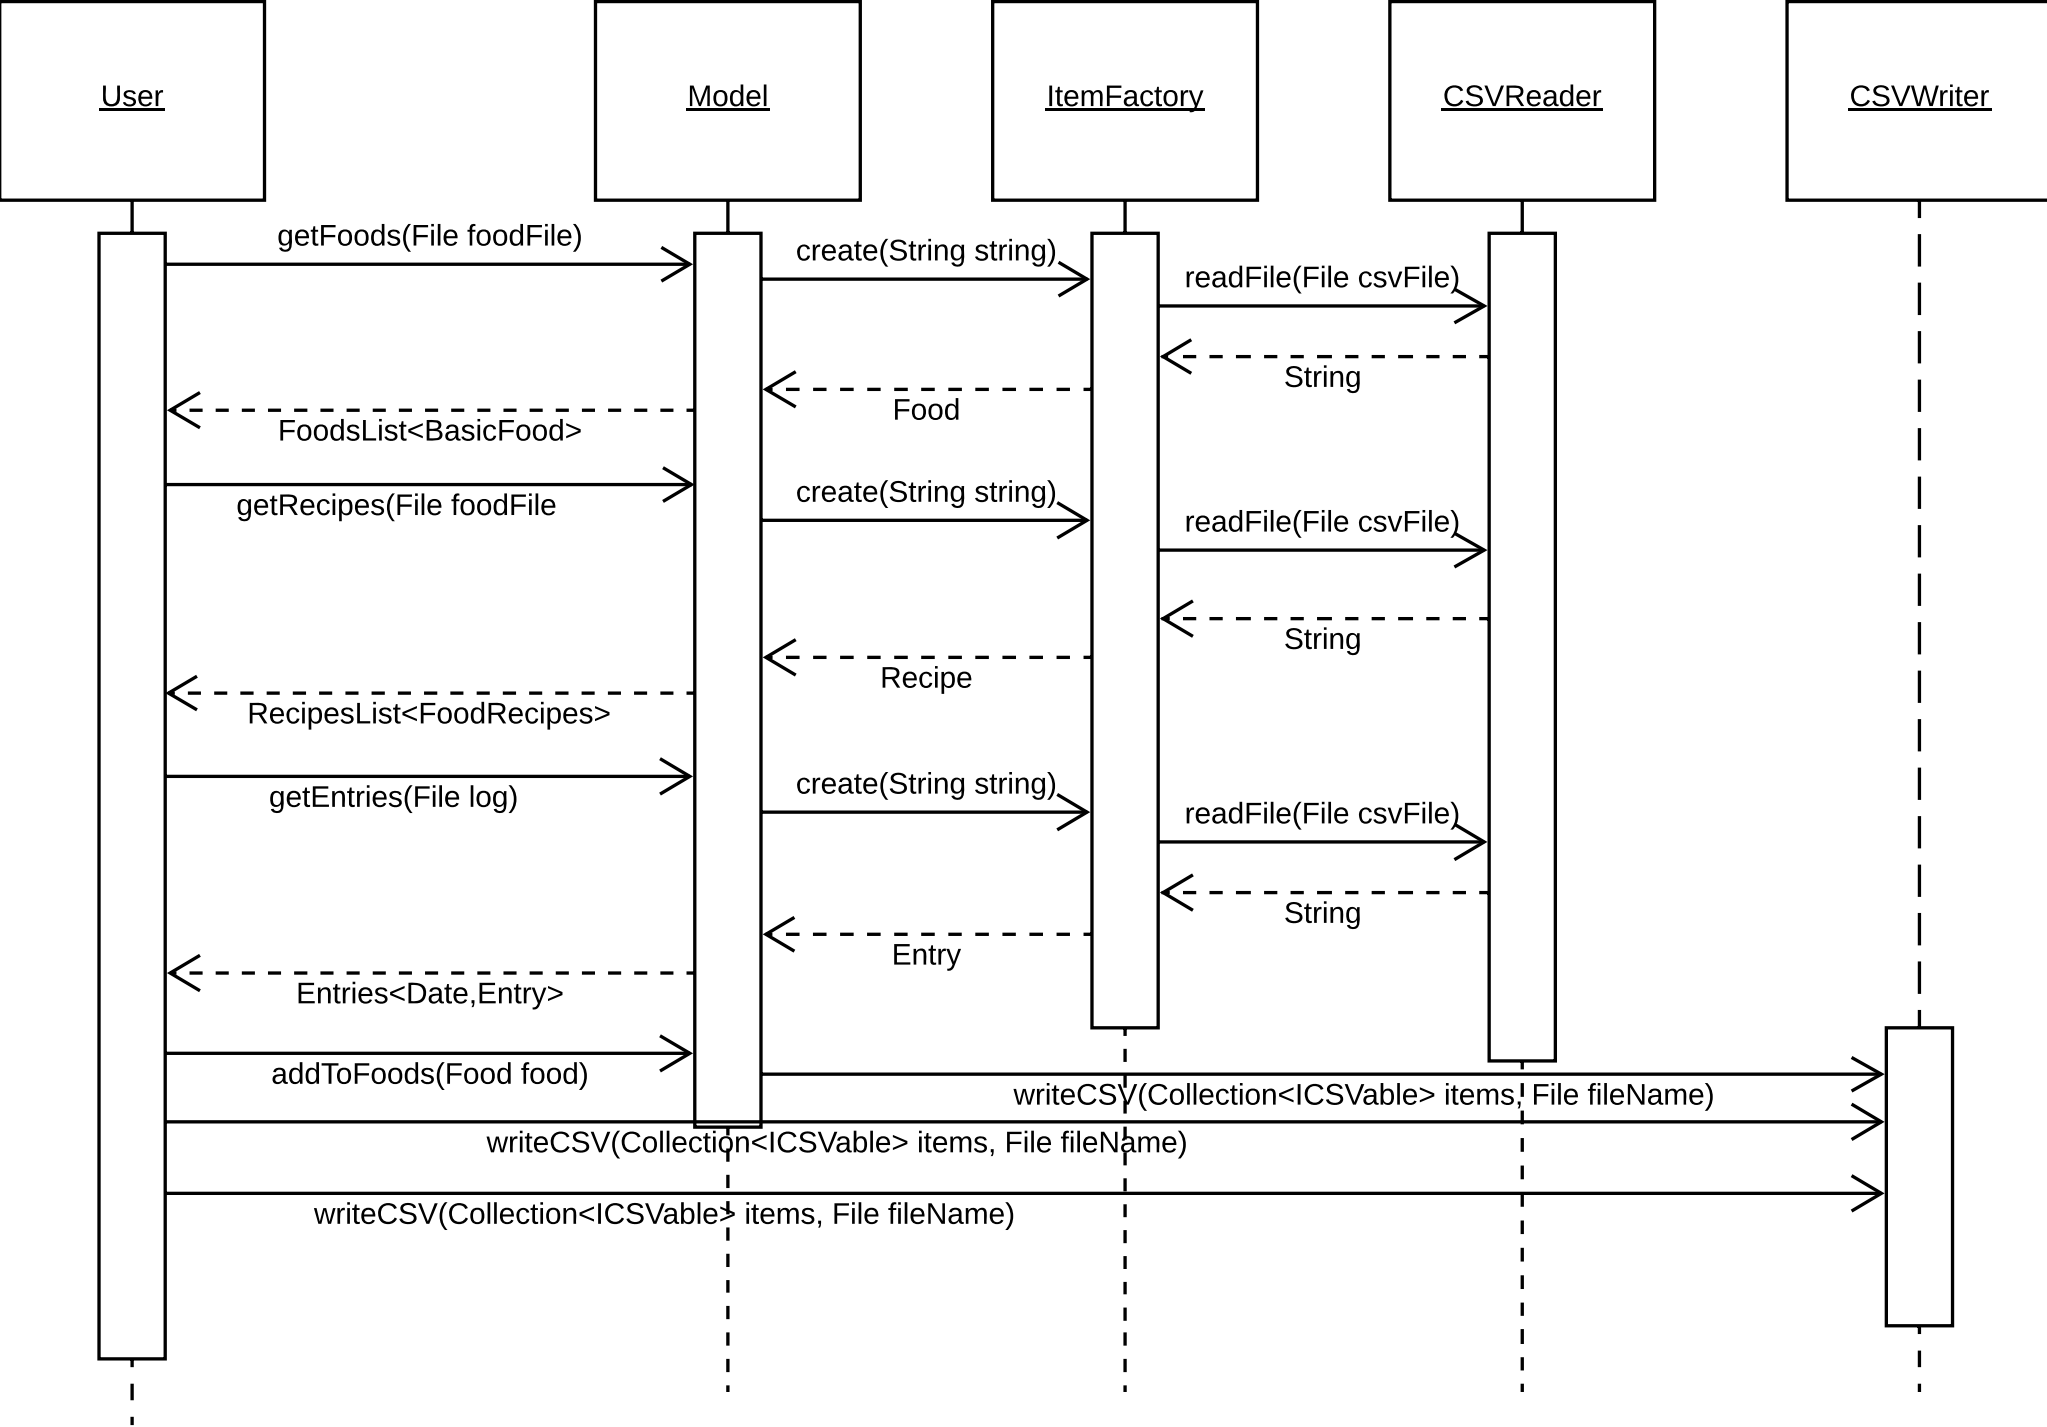 User
Model
ItemFactory
CSVReader
CSVWriter
getFoods(File foodFile)
create(String string)
readFile(File csvFile)
String
Food
FoodsList<BasicFood>
getRecipes(File foodFile
create(String string)
readFile(File csvFile)
String
Recipe
RecipesList<FoodRecipes>
getEntries(File log)
create(String string)
readFile(File csvFile)
String
Entry
Entries<Date,Entry>
addToFoods(Food food)
writeCSV(Collection<ICSVable> items, File fileName)
writeCSV(Collection<ICSVable> items, File fileName)
writeCSV(Collection<ICSVable> items, File fileName)